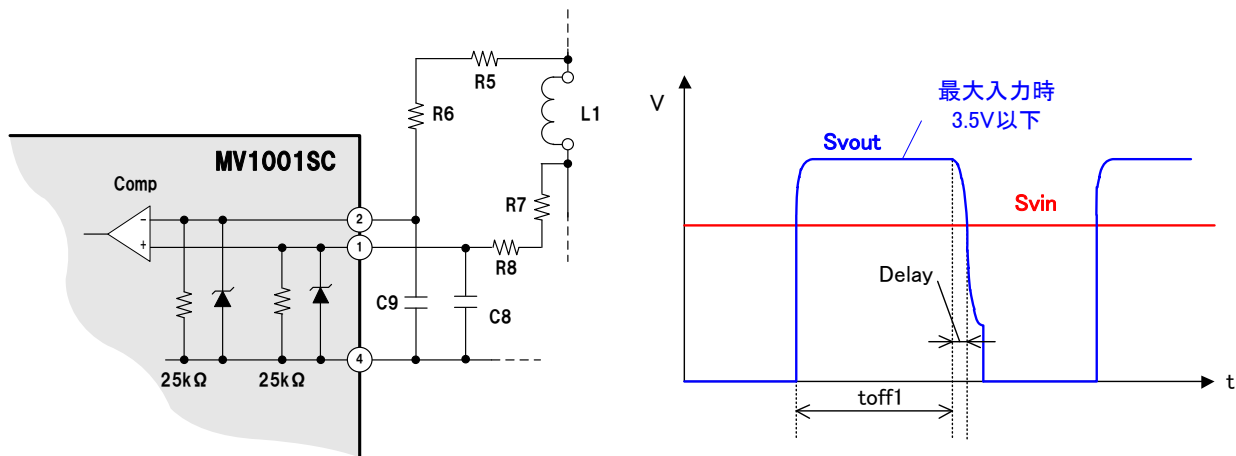 R5
R6
L1
MV1001SC
Comp
R7
2
−
+
1
R8
C9
C8
4
25kΩ
25kΩ
V
最大入力時
3.5V以下
Svout
Svin
Delay
toff1
t